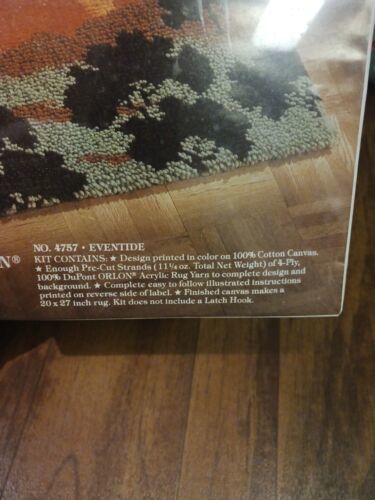 NO. 4757 · EVENTIDE
KIT CONTAINS: ★ Design printed in color on 100% Cotton Canvas.
★ Enough Pre-Cut Strands (11¼ oz. Total Net Weight) of 4-Ply,
N® 100% DuPont ORLON® Acrylic Rug Yarn to complete design and
background. ★ Complete easy to follow illustrated instructions
printed on reverse side of label. ★ Finished canvas makes a
20 x 27 inch rug. Kit does not include a Latch Hook.